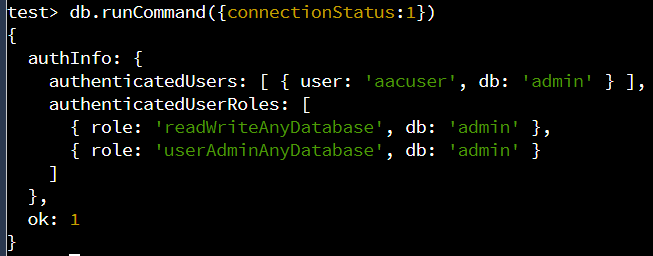 test> db.runCommand({connectionStatus:1})
{
  authInfo: {
    authenticatedUsers: [ { user: 'aacuser', db: 'admin' } ],
    authenticatedUserRoles: [
      { role: 'readWriteAnyDatabase', db: 'admin' },
      { role: 'userAdminAnyDatabase', db: 'admin' }
    ]
  },
  ok: 1
}